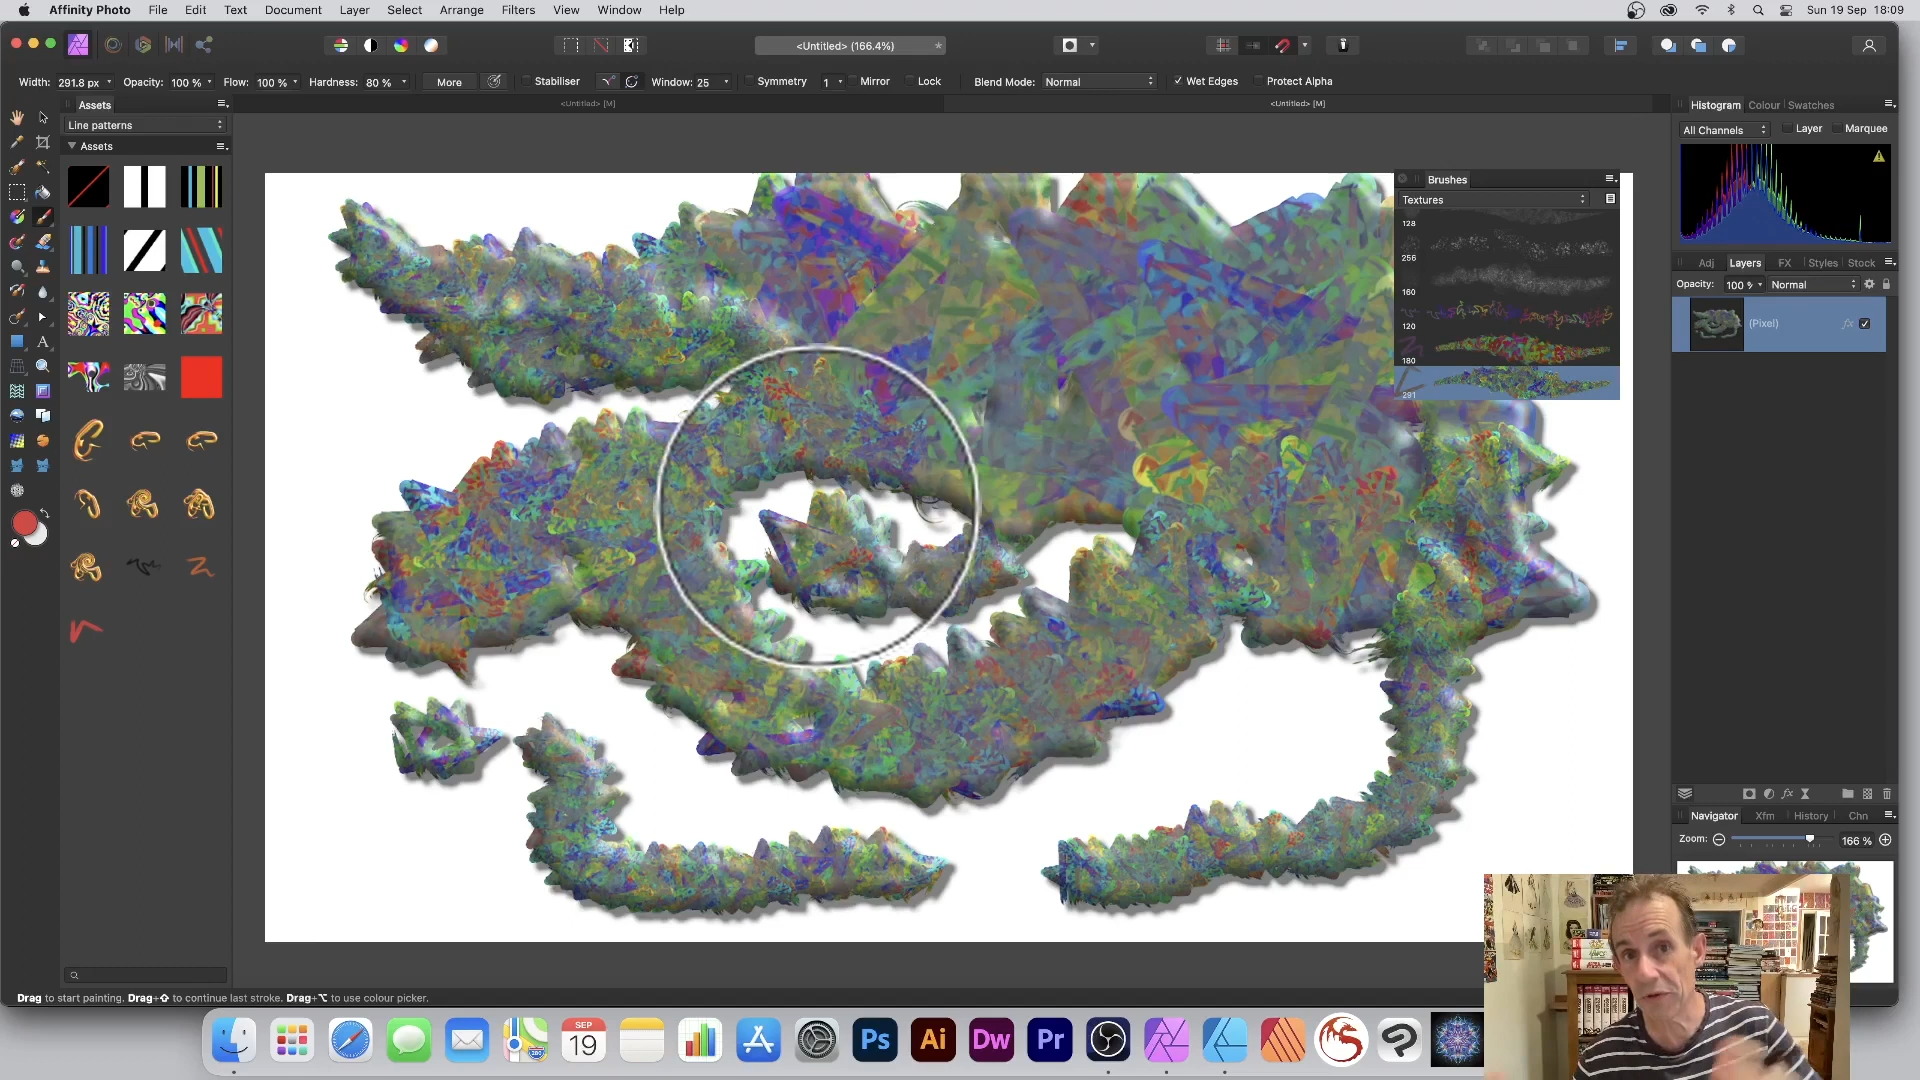 Affinity Photo File Edit Text Document Layer Select Arrange Filters View Window Help Sun 19 Sep 18:09
<Untitled> (166.4%) *
Width: 291.8 px Opacity: 100 % Flow: 100 % Hardness: 80 % More Stabiliser Window: 25 Symmetry 1 Mirror Lock Blend Mode: Normal Wet Edges Protect Alpha
Assets
<Untitled> [M]
<Untitled> [M]
Line patterns
Assets
Histogram Colour Swatches
All Channels Layer Marquee
Brushes
Textures
128
256
160
120
180
291
Adj Layers FX Styles Stock
Opacity: 100 % Normal
(Pixel) fx
fx
Navigator Xfm History Chn
Zoom: 166 %
Drag to start painting. Drag+⇧ to continue last stroke. Drag+⌥ to use colour picker.
SEP
19
280
Ps Ai Dw Pr